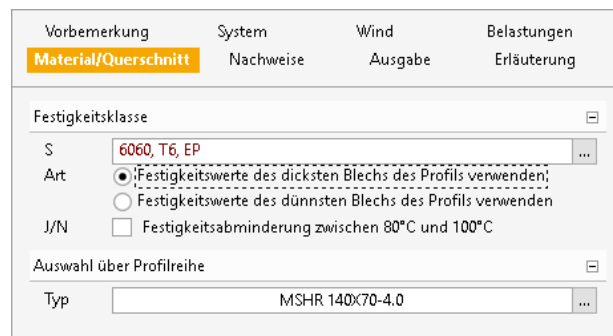 Vorbemerkung System Wind Belastungen
Material/Querschnitt Nachweise Ausgabe Erläuterung
Festigkeitsklasse
S 6060, T6, EP ...
Art Festigkeitswerte des dicksten Blechs des Profils verwenden
Festigkeitswerte des dünnsten Blechs des Profils verwenden
J/N Festigkeitsabminderung zwischen 80°C und 100°C
Auswahl über Profilreihe
Typ MSHR 140X70-4.0 ...